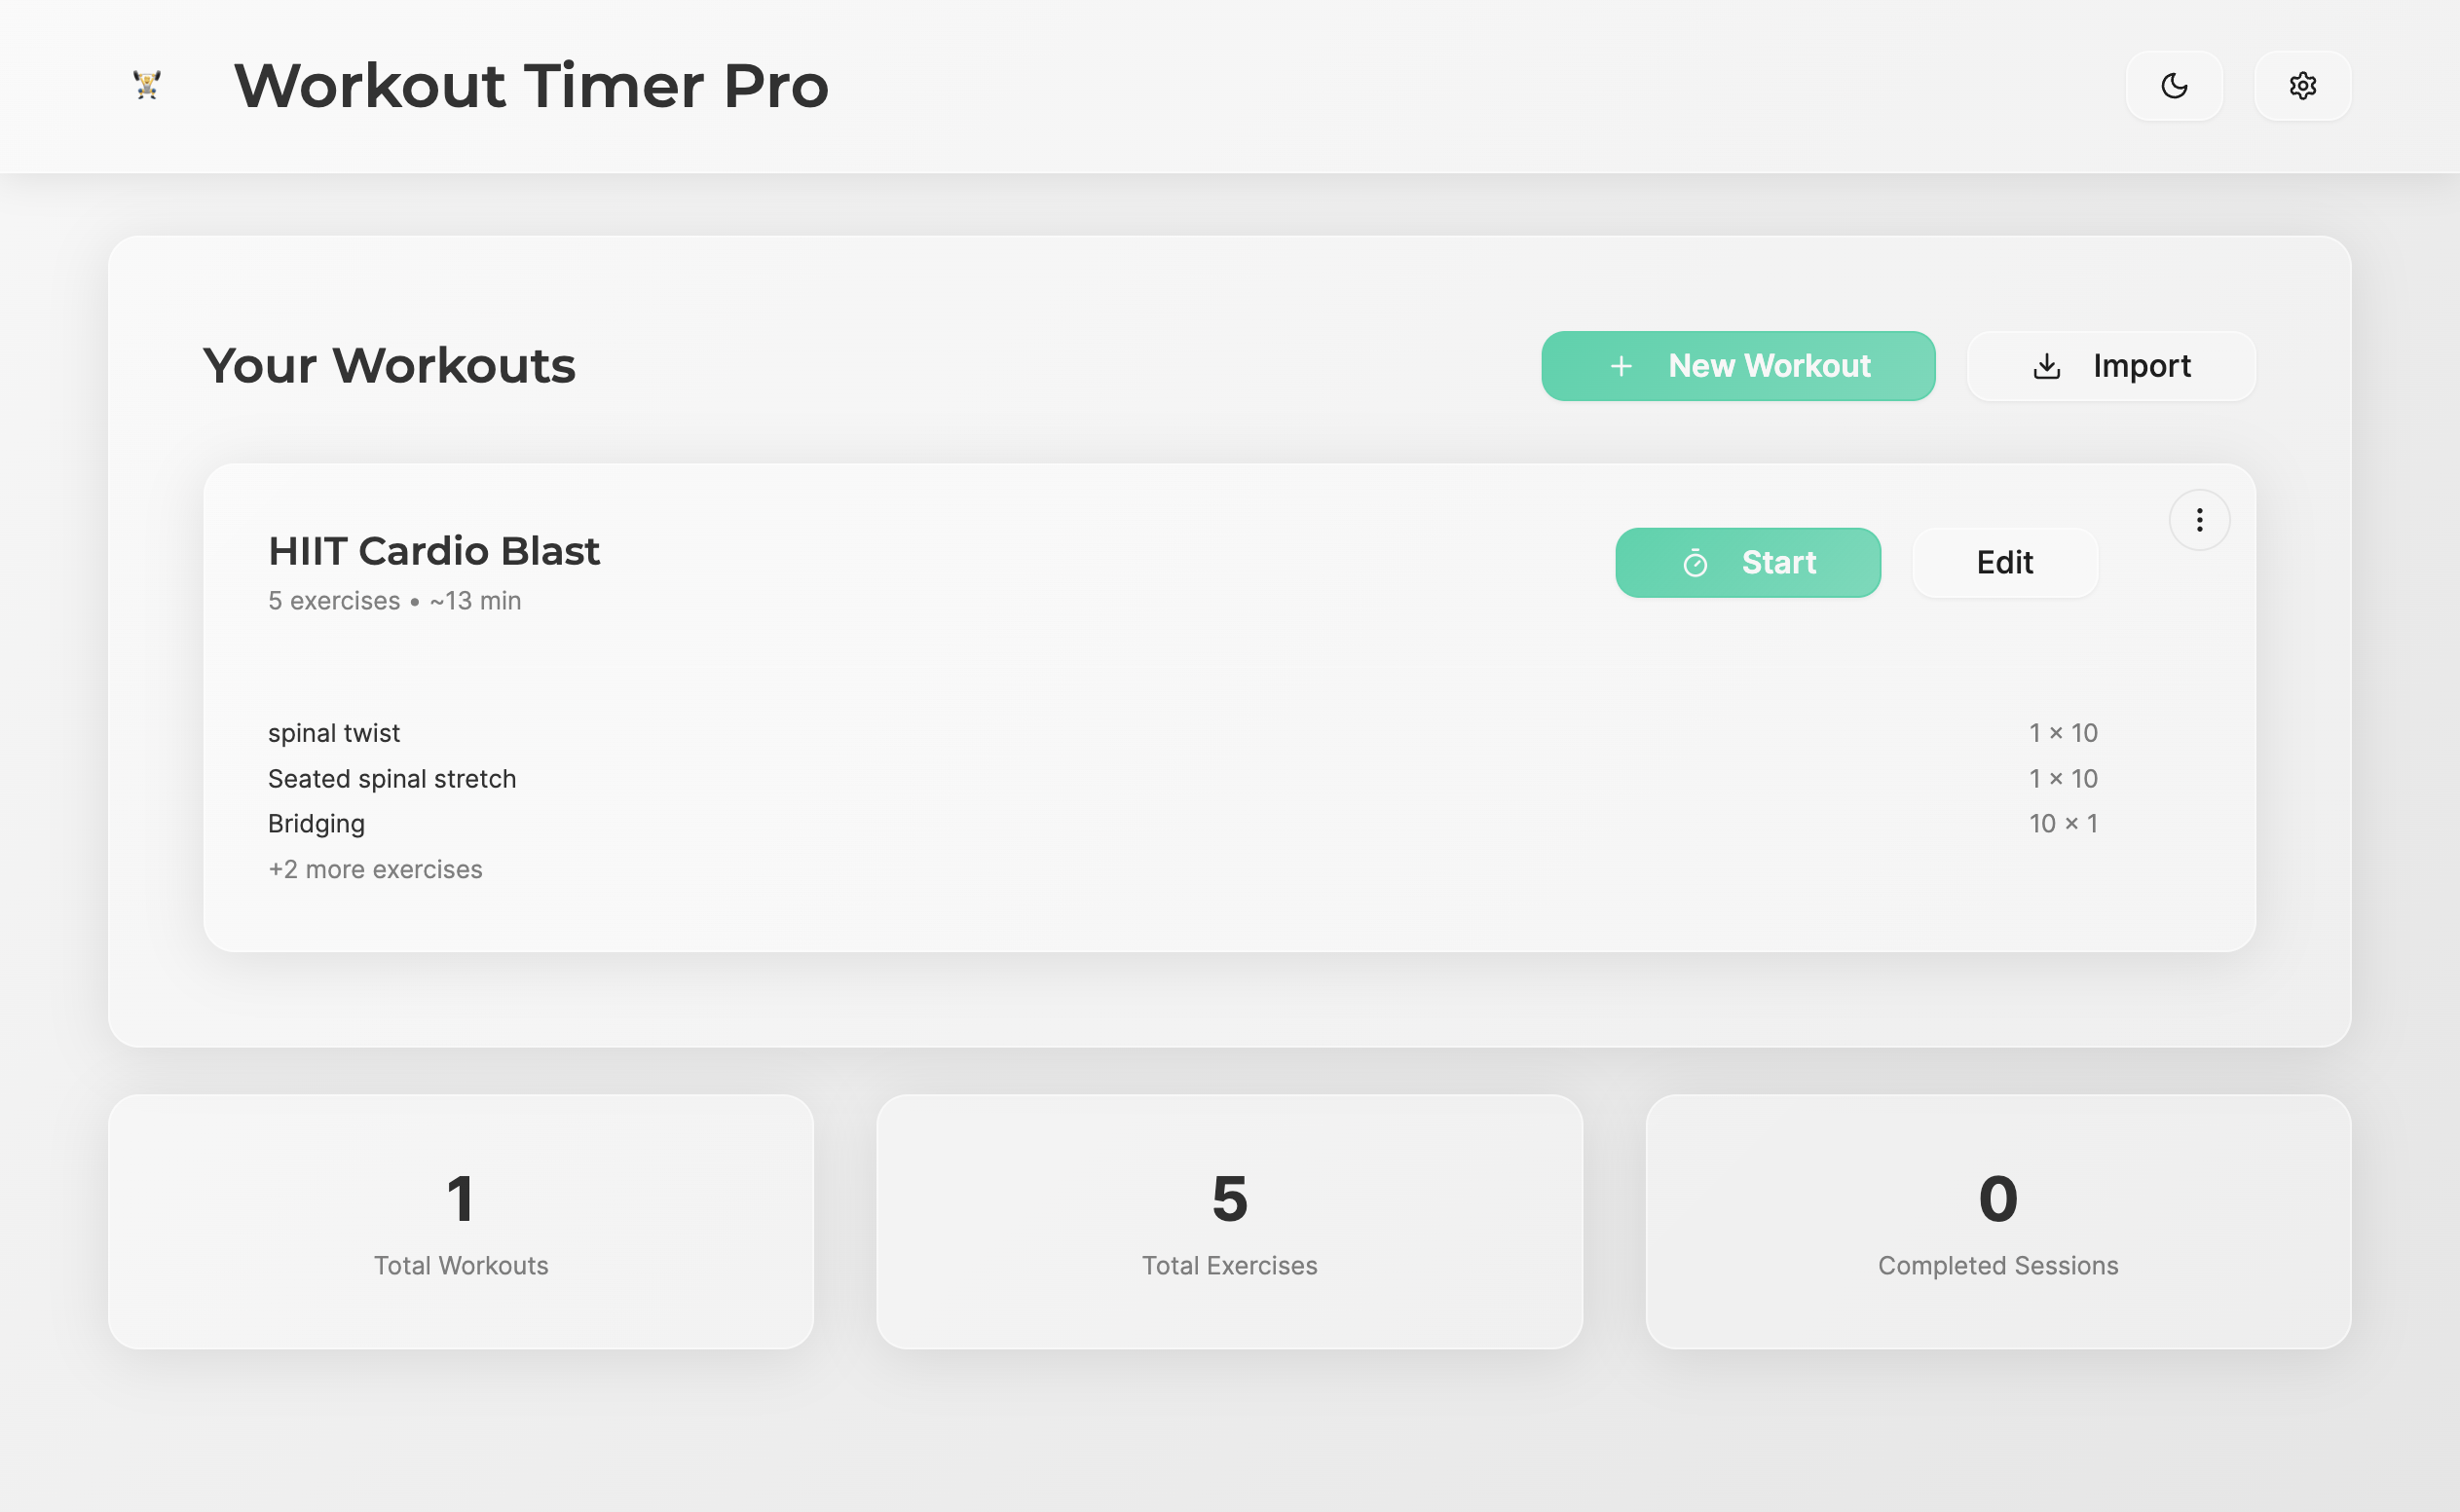 Workout Timer Pro
Your Workouts
New Workout
Import
HIIT Cardio Blast
5 exercises • ~13 min
Start
Edit
spinal twist
1 × 10
Seated spinal stretch
1 × 10
Bridging
10 × 1
+2 more exercises
1
Total Workouts
5
Total Exercises
0
Completed Sessions